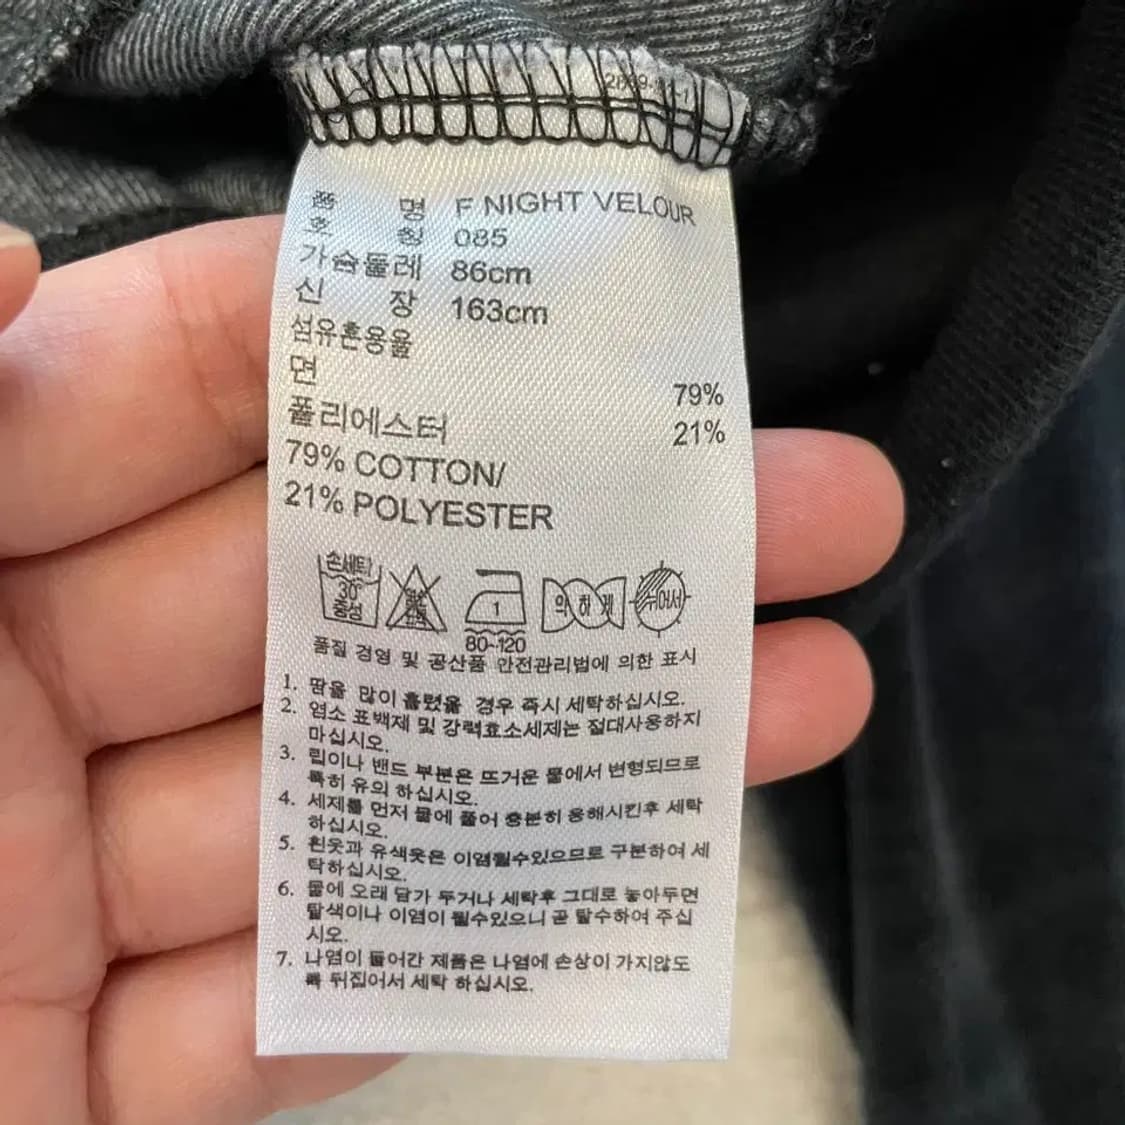 품 명 F NIGHT VELOUR
호 칭 085
가슴둘레 86cm
신 장 163cm
섬유혼용율
면 79%
폴리에스터 21%
79% COTTON/
21% POLYESTER
손세탁
30°
중성
1
80~120
약하게
뉘어서
품질 경영 및 공산품 안전관리법에 의한 표시
1. 땀을 많이 흘렸을 경우 즉시 세탁하십시오.
2. 염소 표백제 및 강력효소세제는 절대사용하지
마십시오.
3. 립이나 밴드 부분은 뜨거운 물에서 변형되므로
특히 유의 하십시오.
4. 세제를 먼저 물에 풀어 충분히 용해시킨후 세탁
하십시오.
5. 흰옷과 유색옷은 이염될수있으므로 구분하여 세
탁하십시오.
6. 물에 오래 담가 두거나 세탁후 그대로 놓아두면
탈색이나 이염이 될수있으니 곧 탈수하여 주십
시오.
7. 나염이 들어간 제품은 나염에 손상이 가지않도
록 뒤집어서 세탁 하십시오.